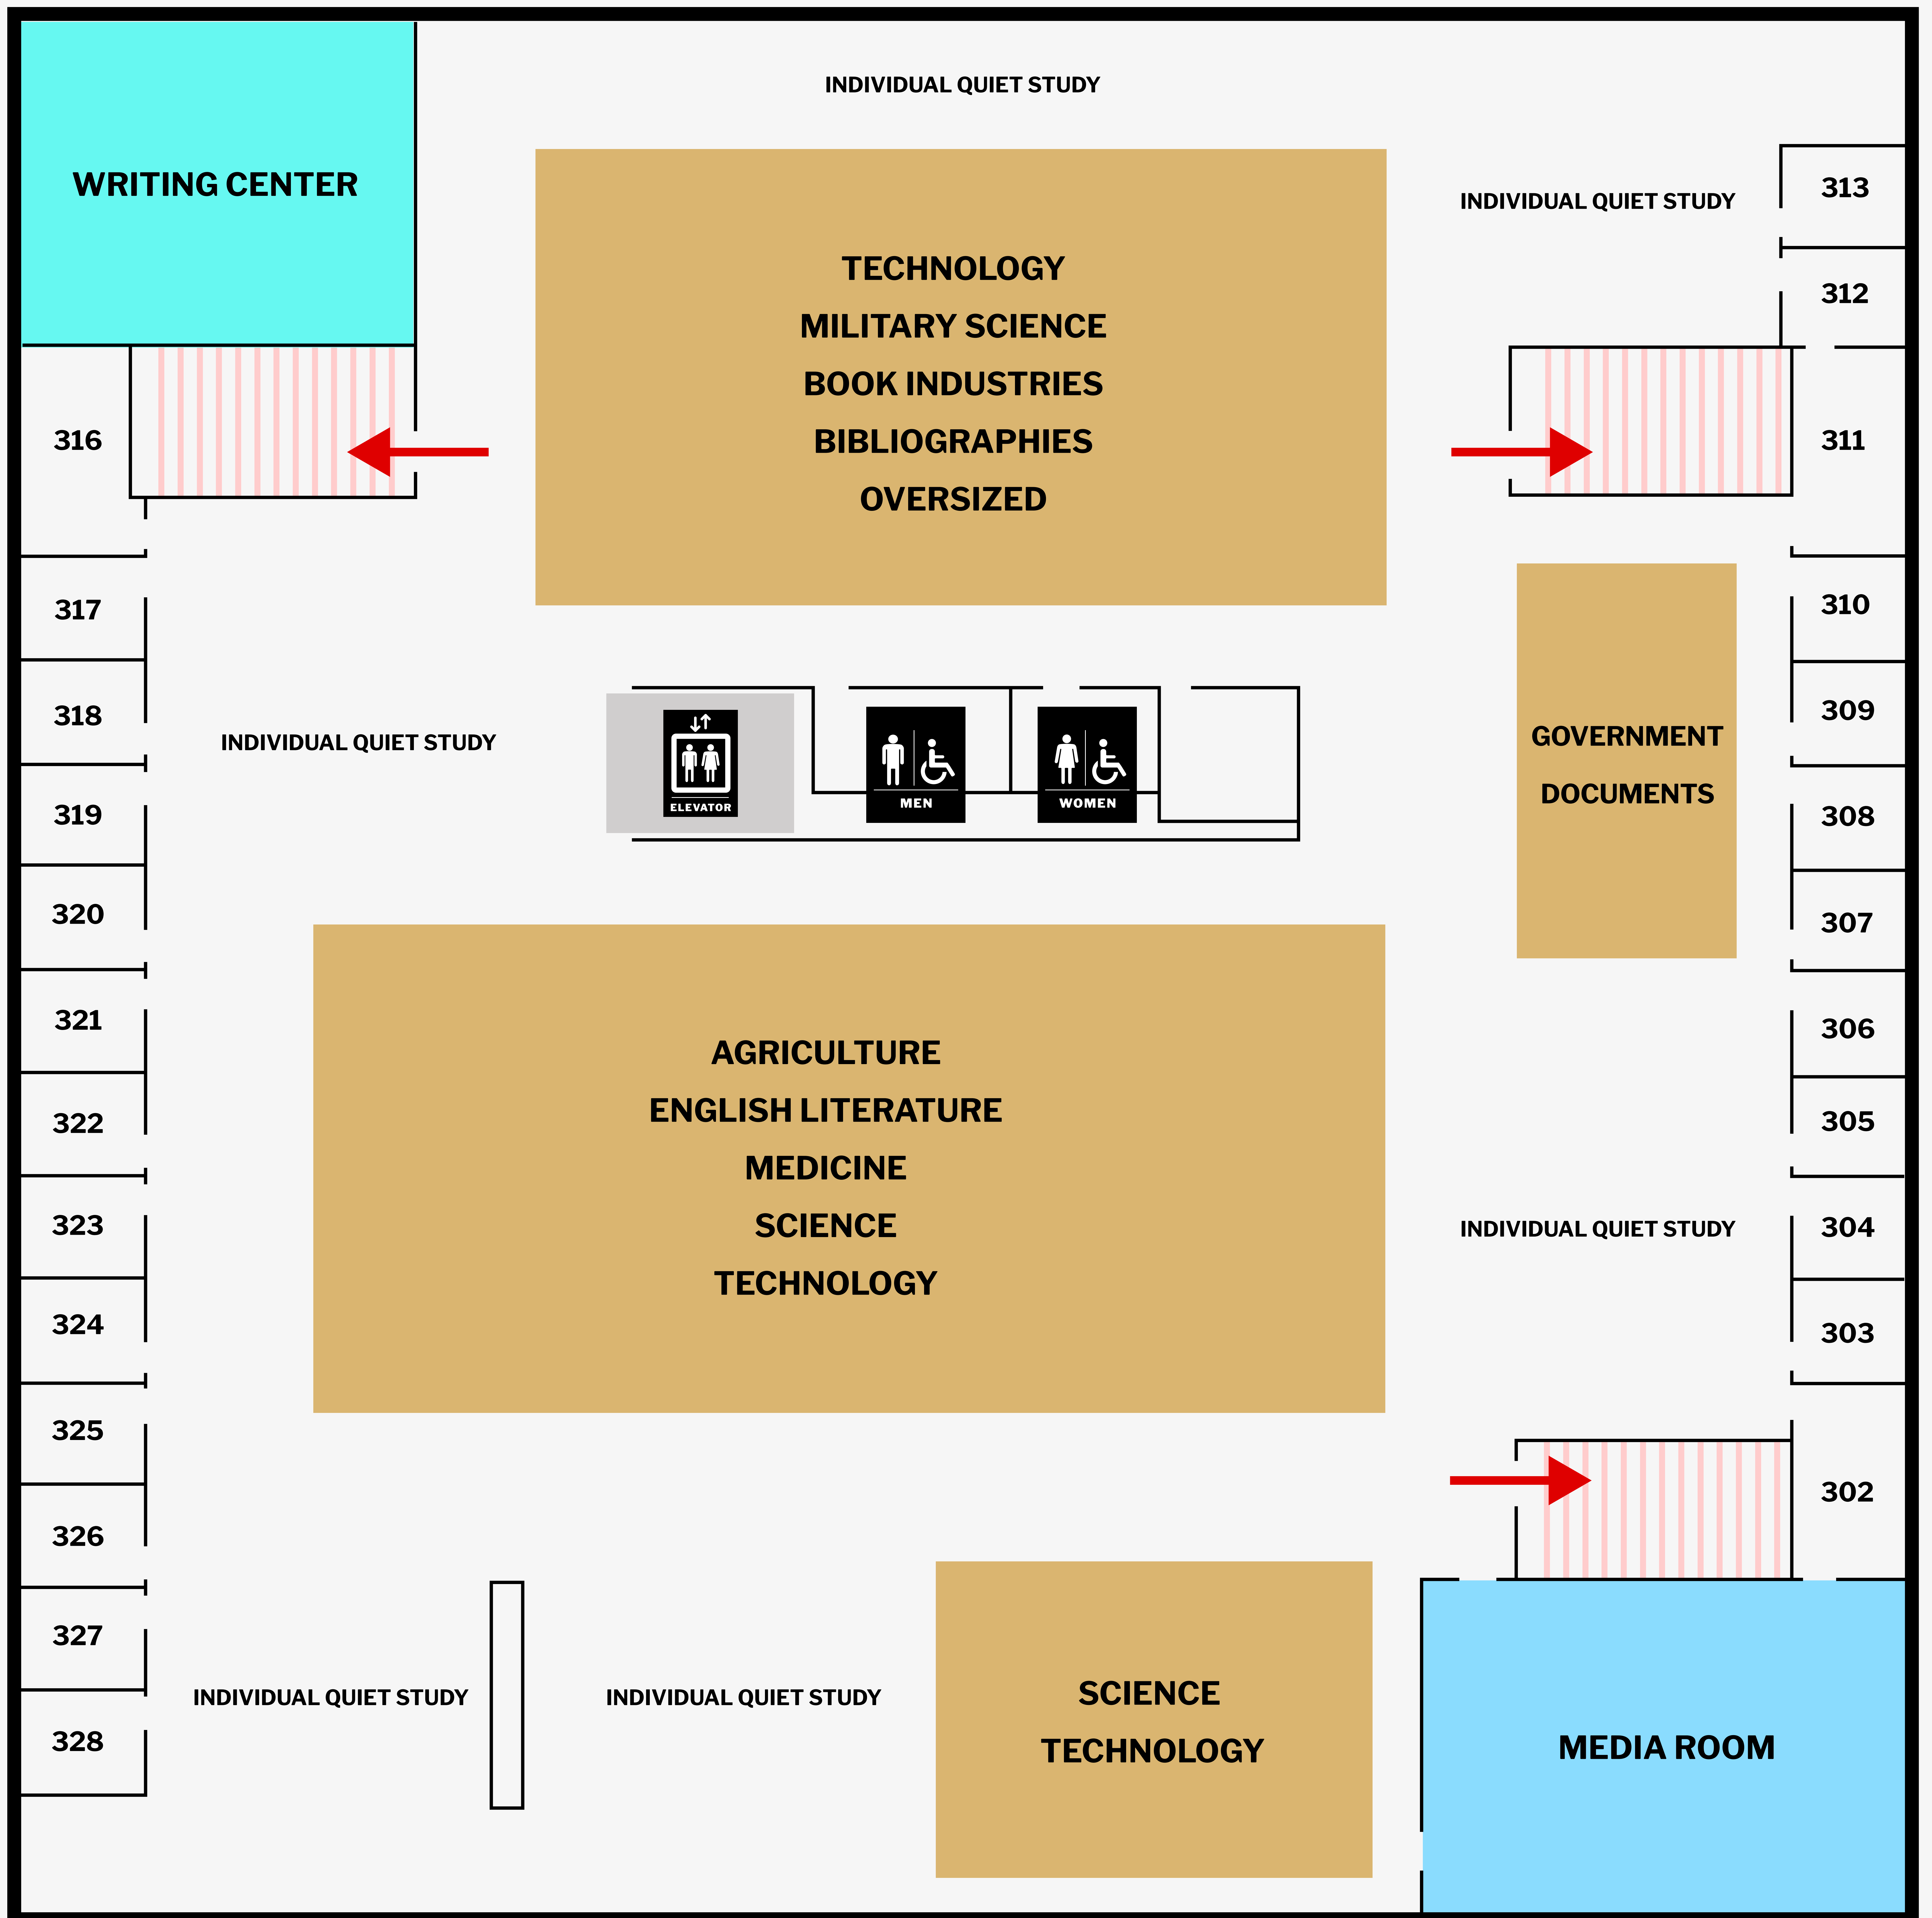 INDIVIDUAL QUIET STUDY
WRITING CENTER
INDIVIDUAL QUIET STUDY
313
312
TECHNOLOGY
MILITARY SCIENCE
BOOK INDUSTRIES
BIBLIOGRAPHIES
OVERSIZED
316
311
317
318
319
320
321
322
323
324
325
326
327
328
INDIVIDUAL QUIET STUDY
ELEVATOR
MEN
WOMEN
GOVERNMENT
DOCUMENTS
310
309
308
307
306
305
304
303
302
AGRICULTURE
ENGLISH LITERATURE
MEDICINE
SCIENCE
TECHNOLOGY
INDIVIDUAL QUIET STUDY
INDIVIDUAL QUIET STUDY
INDIVIDUAL QUIET STUDY
SCIENCE
TECHNOLOGY
MEDIA ROOM